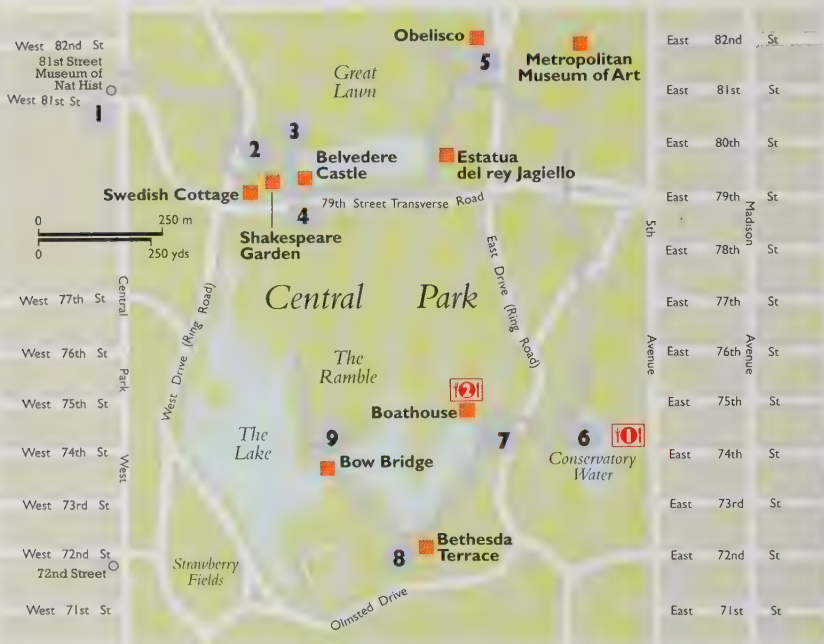 Obelisco
5
Metropolitan
Museum of Art
Great
Lawn
West 82nd St
81st Street
Museum of
Nat Hist
West 81st St
1
East 82nd St
East 81st St
East 80th St
East 79th St
East 78th St
East 77th St
East 76th St
East 75th St
East 74th St
East 73rd St
East 72nd St
East 71st St
2
3
Belvedere
Castle
Estatua
del rey Jagiello
Swedish Cottage
4
79th Street Transverse Road
Shakespeare
Garden
0 250 m
0 250 yds
Central Park West
West 77th St
West 76th St
West 75th St
West 74th St
West 73rd St
West 72nd St
72nd Street
West 71st St
West Drive (Ring Road)
East Drive (Ring Road)
5th Avenue
Madison Avenue
Central Park
The
Ramble
2
Boathouse
The
Lake
9
Bow Bridge
7
6
1
Conservatory
Water
8
Bethesda
Terrace
Strawberry
Fields
Olmsted Drive